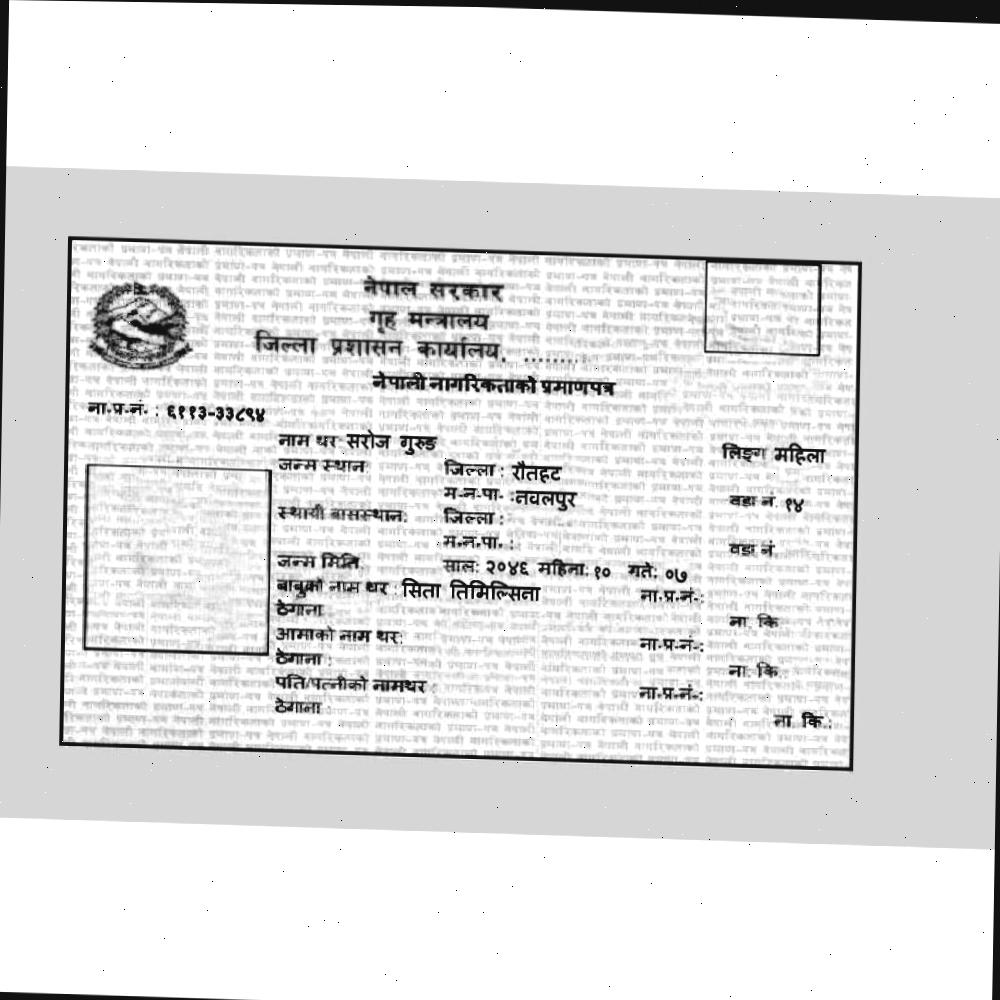 नेपाल सरकार
गृह मन्त्रालय
जिल्ला प्रशासन कार्यालय, .........
नेपाली नागरिकताको प्रमाणपत्र
ना.प्र.नं. : ६११३-३३८९४
नाम थर: सरोज गुरुङ लिङ्ग महिला
जन्म स्थान: जिल्ला : रौतहट
म.न.पा. :नवलपुर वडा नं. १४
स्थायी बासस्थान: जिल्ला :
म.न.पा. : वडा नं.
जन्म मिति: साल: २०४६ महिना: १० गते: ०७
बाबुको नाम थर : सिता तिमिल्सिना ना.प्र.नं.:
ठेगाना: ना. कि.:
आमाको नाम थर: ना.प्र.नं.:
ठेगाना : ना. कि.:
पति/पत्नीको नामथर : ना.प्र.नं.:
ठेगाना : ना. कि.: